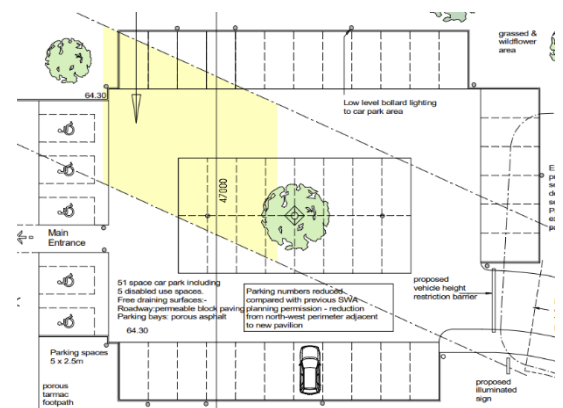 grassed &
wildflower
area
64.30
Low level bollard lighting
to car park area
47000
Main
Entrance
51 space car park including
5 disabled use spaces.
Free draining surfaces:-
Roadway:permeable block paving
Parking bays: porous asphalt
64.30
Parking numbers reduced
compared with previous SWA
planning permission - reduction
from north-west perimeter adjacent
to new pavilion
proposed
vehicle height
restriction barrier
Parking spaces
5 x 2.5m
porous
tarmac
footpath
proposed
illuminated
sign